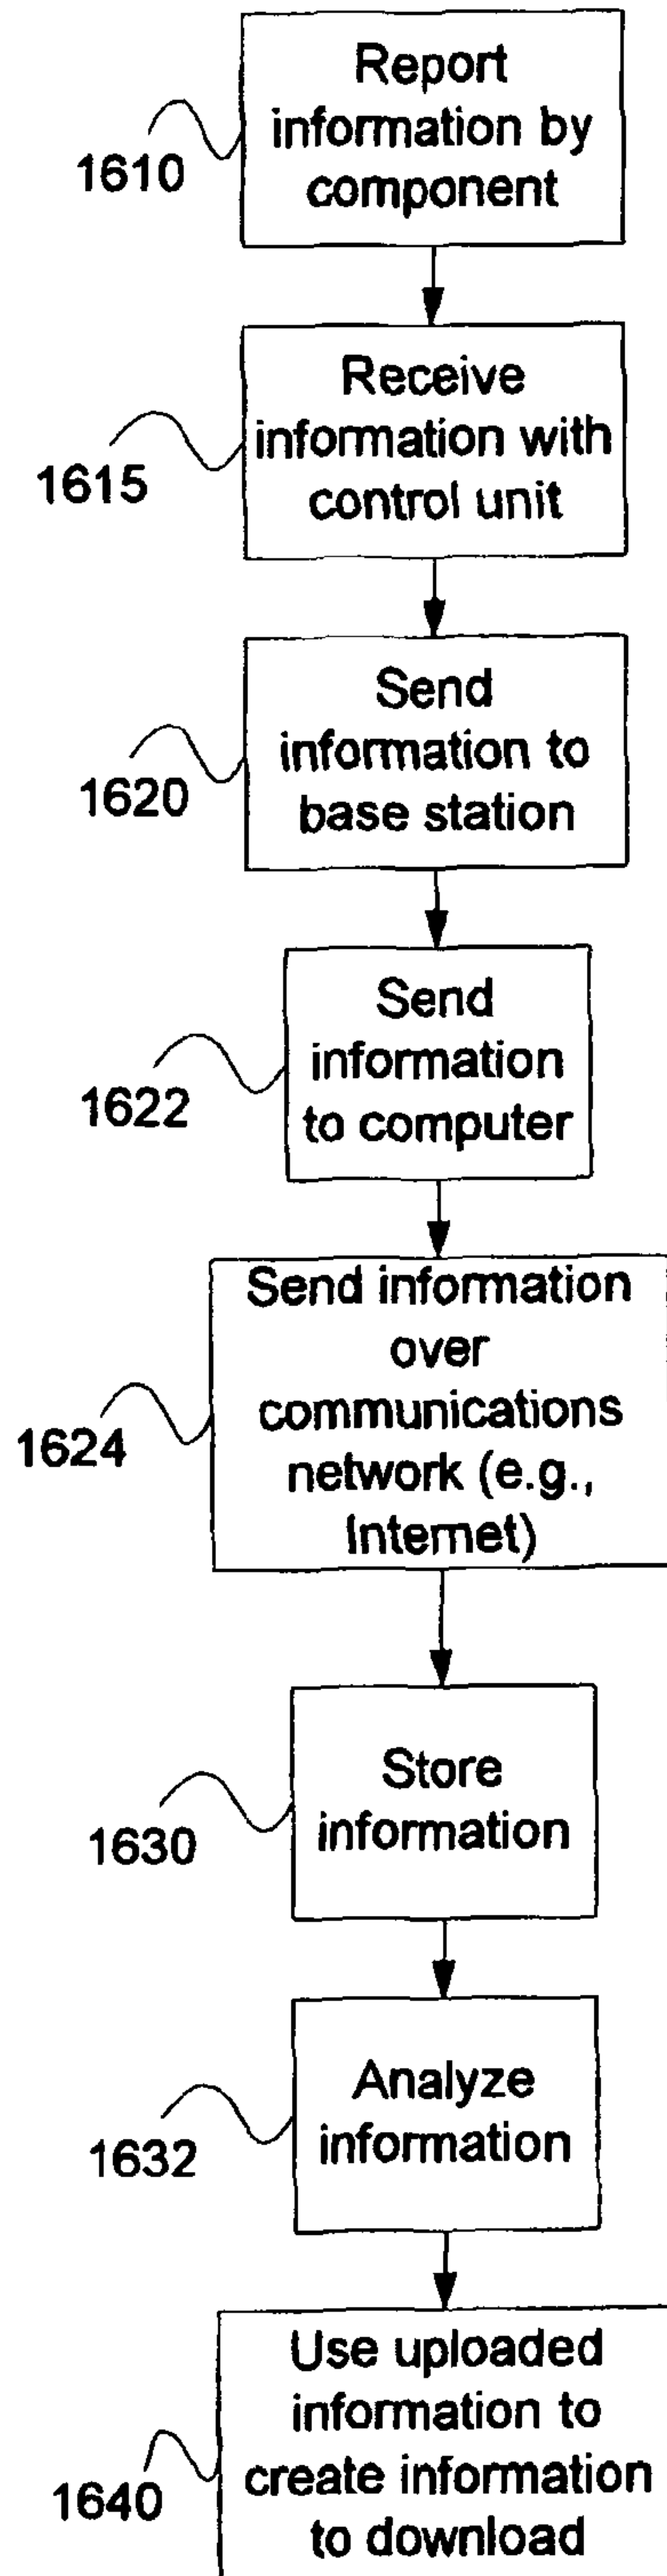 Report
information by
component
1610
Receive
information with
control unit
1615
Send
information to
base station
1620
Send
information
to computer
1622
Send information
over
communications
network (e.g.,
Internet)
1624
Store
information
1630
Analyze
information
1632
Use uploaded
information to
create information
to download
1640